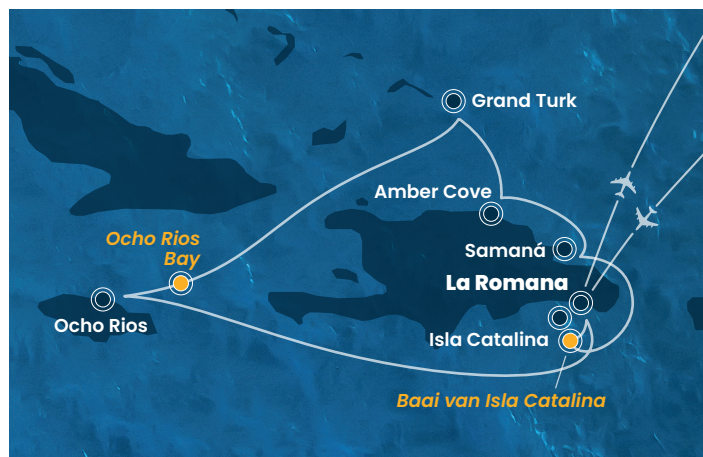 Grand Turk
Amber Cove
Ocho Rios
Bay
Samaná
La Romana
Ocho Rios
Isla Catalina
Baai van Isla Catalina